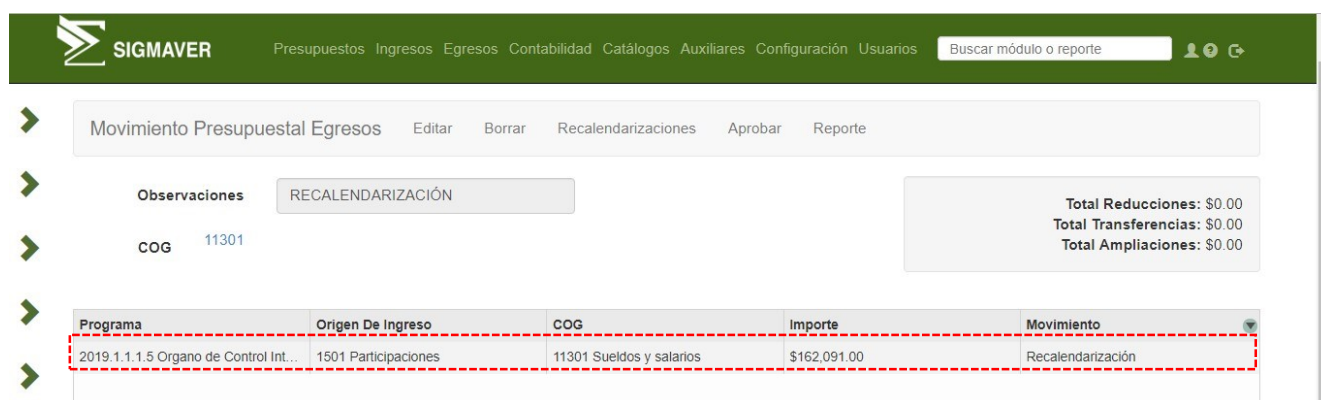 SIGMAVER Presupuestos Ingresos Egresos Contabilidad Catálogos Auxiliares Configuración Usuarios Buscar módulo o reporte
Movimiento Presupuestal Egresos Editar Borrar Recalendarizaciones Aprobar Reporte
Observaciones RECALENDARIZACIÓN
COG 11301
Total Reducciones: $0.00
Total Transferencias: $0.00
Total Ampliaciones: $0.00
Programa Origen De Ingreso COG Importe Movimiento
2019.1.1.1.5 Organo de Control Int... 1501 Participaciones 11301 Sueldos y salarios $162,091.00 Recalendarización